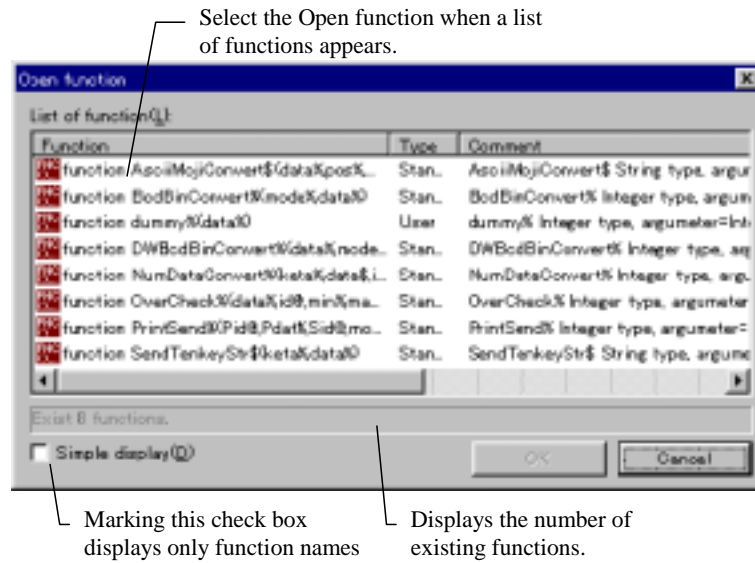 Select the Open function when a list
of functions appears.
Open function
List of function(L):
Function Type Comment
function AsciiMojiConvert$(data%,pos%,... Stan... AsciiMojiConvert$ String type, argur
function BcdBinConvert%(mode%,data%) Stan... BcdBinConvert% Integer type, argum
function dummy%(data%) User dummy% Integer type, argumeter=Int
function DWBcdBinConvert%(data%,mode... Stan... DWBcdBinConvert% Integer type, arg
function NumDataConvert%(keta%,data$,i... Stan... NumDataConvert% Integer type, argu
function OverCheck%(data%,id@,min%,ma... Stan... OverCheck% Integer type, argumeter
function PrintSend%(Pid@,Pdat%,Sid@,mo... Stan... PrintSend% Integer type, argumeter=
function SendTenkeyStr$(keta%,data%) Stan... SendTenkeyStr$ String type, argume
Exist 8 functions.
Simple display(D) OK Cancel
Marking this check box
displays only function names
Displays the number of
existing functions.